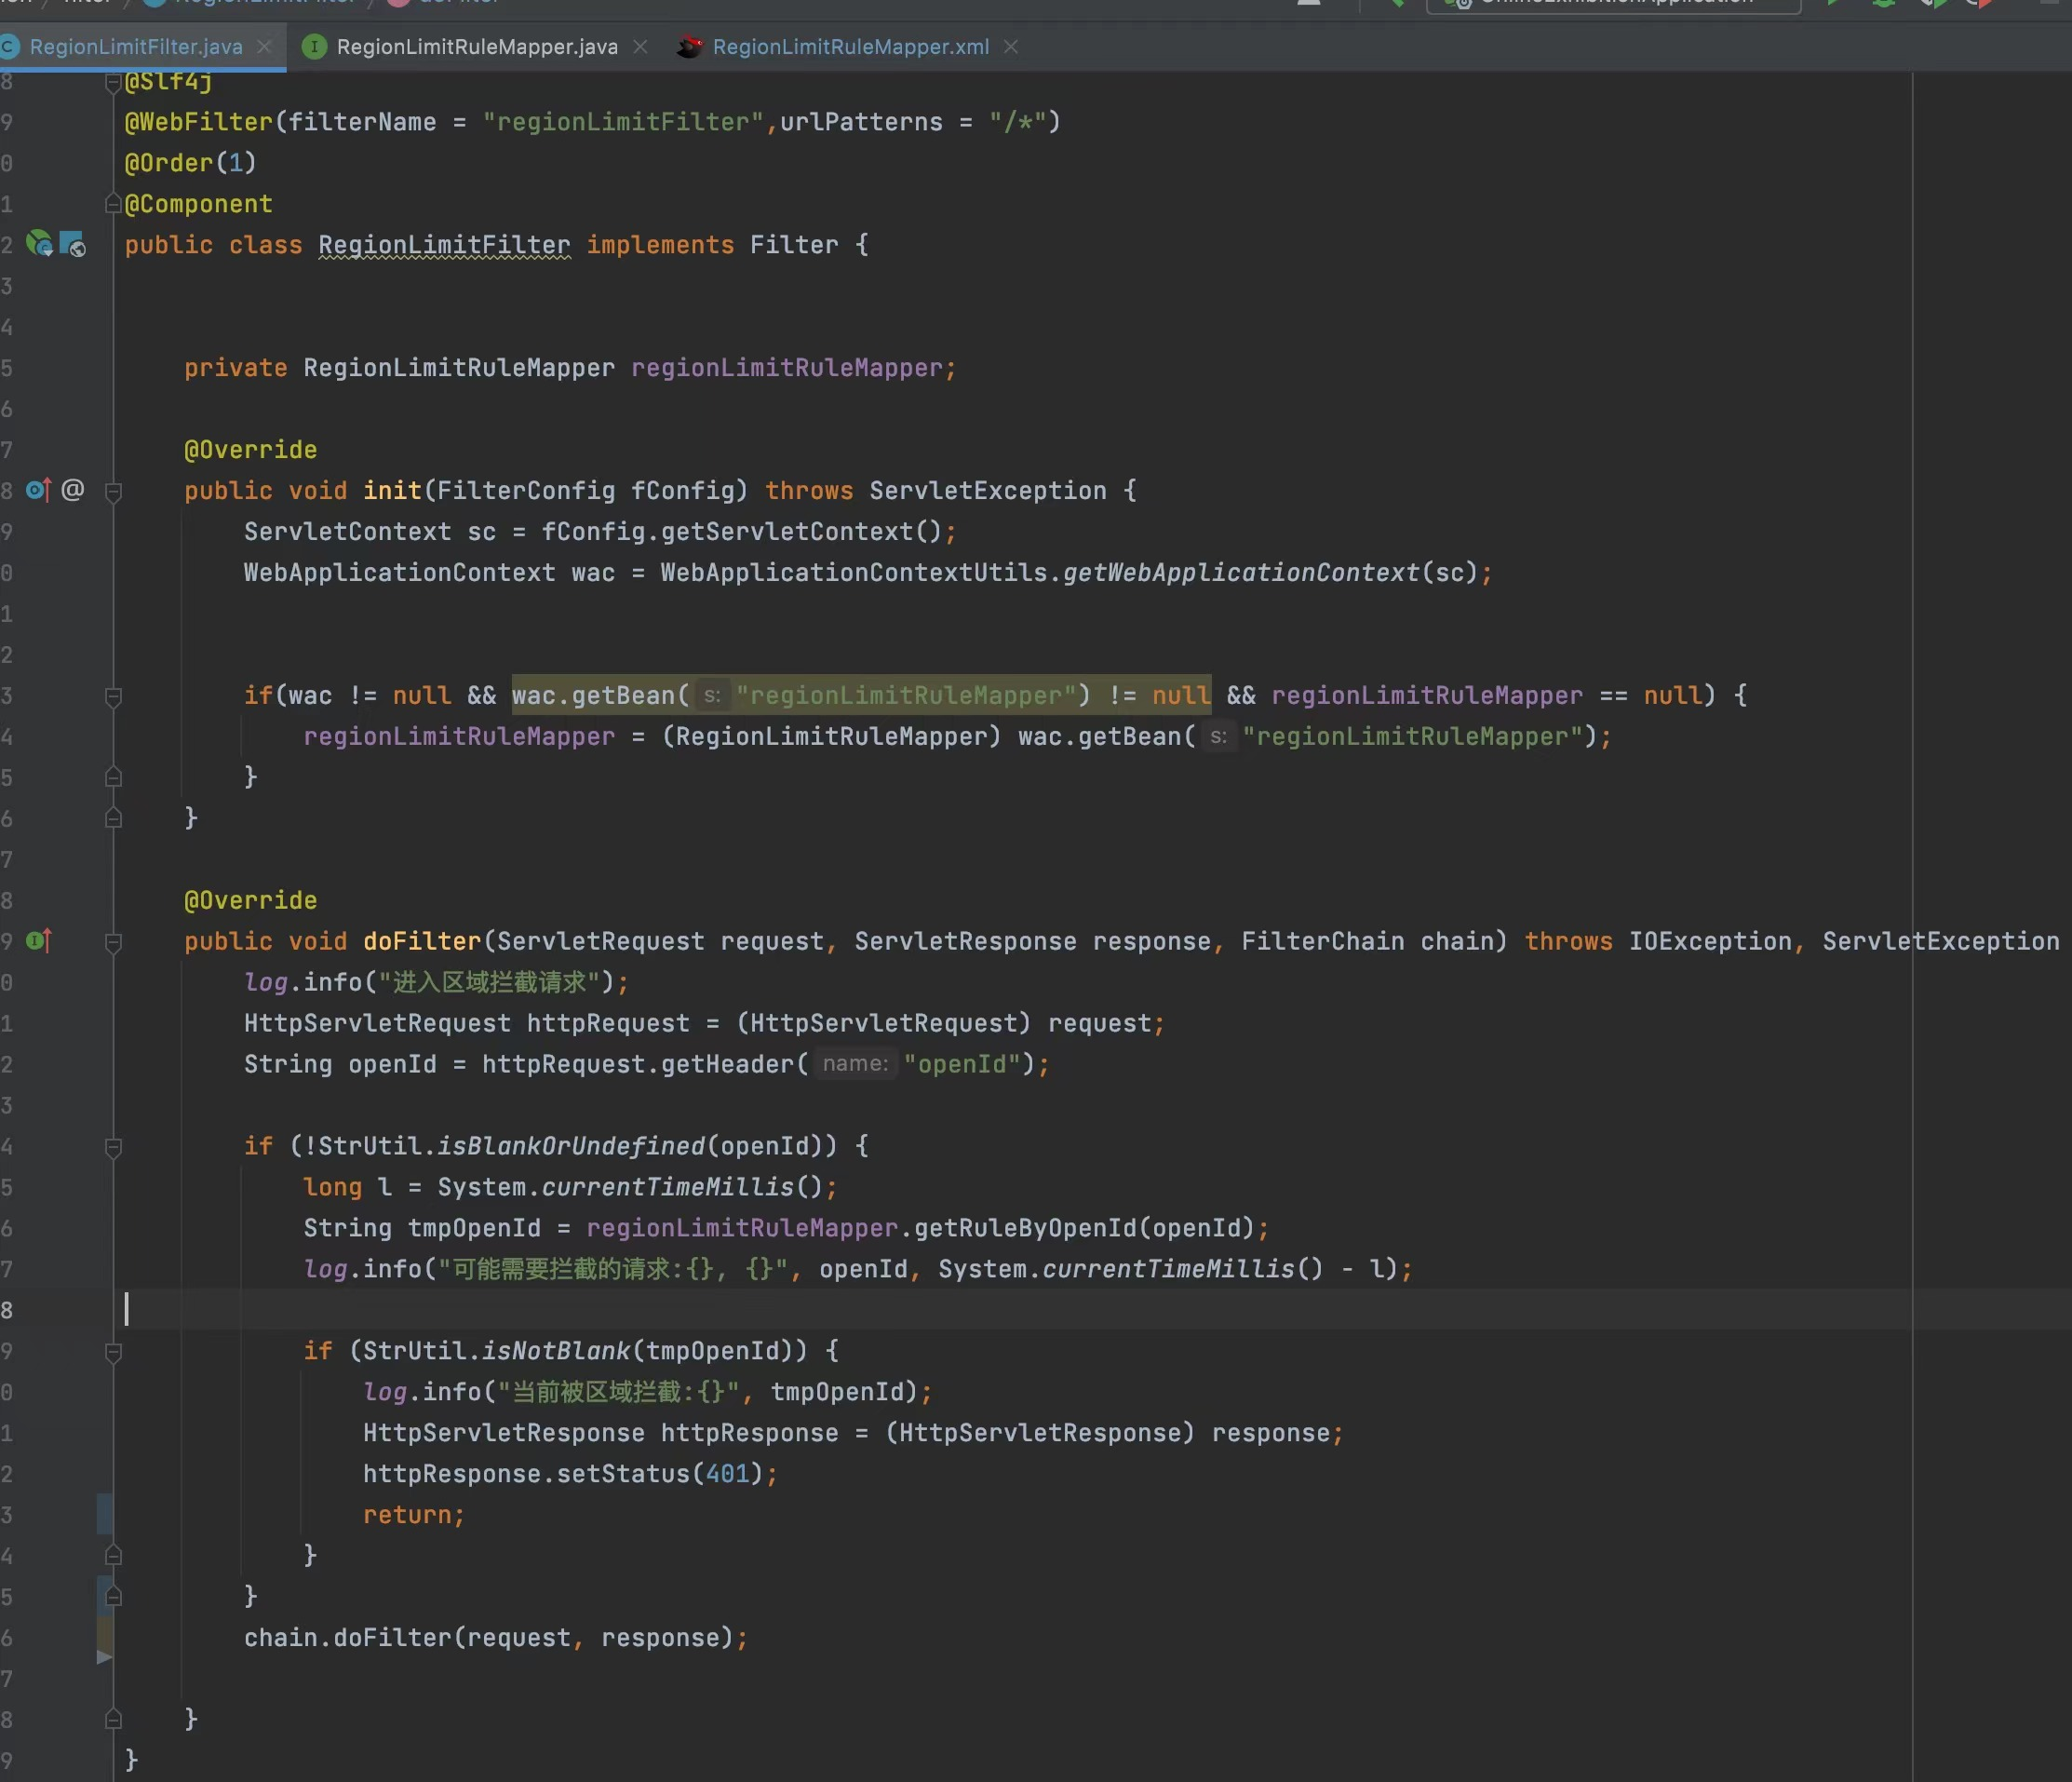 RegionLimitFilter.java RegionLimitRuleMapper.java RegionLimitRuleMapper.xml
8 @Slf4j
9 @WebFilter(filterName = "regionLimitFilter",urlPatterns = "/*")
0 @Order(1)
1 @Component
2 public class RegionLimitFilter implements Filter {
3
4
5 private RegionLimitRuleMapper regionLimitRuleMapper;
6
7 @Override
8 @ public void init(FilterConfig fConfig) throws ServletException {
9 ServletContext sc = fConfig.getServletContext();
0 WebApplicationContext wac = WebApplicationContextUtils.getWebApplicationContext(sc);
1
2
3 if(wac != null && wac.getBean( s: "regionLimitRuleMapper") != null && regionLimitRuleMapper == null) {
4 regionLimitRuleMapper = (RegionLimitRuleMapper) wac.getBean( s: "regionLimitRuleMapper");
5 }
6 }
7
8 @Override
9 public void doFilter(ServletRequest request, ServletResponse response, FilterChain chain) throws IOException, ServletException
0 log.info("进入区域拦截请求");
1 HttpServletRequest httpRequest = (HttpServletRequest) request;
2 String openId = httpRequest.getHeader( name: "openId");
3
4 if (!StrUtil.isBlankOrUndefined(openId)) {
5 long l = System.currentTimeMillis();
6 String tmpOpenId = regionLimitRuleMapper.getRuleByOpenId(openId);
7 log.info("可能需要拦截的请求:{}, {}", openId, System.currentTimeMillis() - l);
8
9 if (StrUtil.isNotBlank(tmpOpenId)) {
0 log.info("当前被区域拦截:{}", tmpOpenId);
1 HttpServletResponse httpResponse = (HttpServletResponse) response;
2 httpResponse.setStatus(401);
3 return;
4 }
5 }
6 chain.doFilter(request, response);
7
8 }
9 }